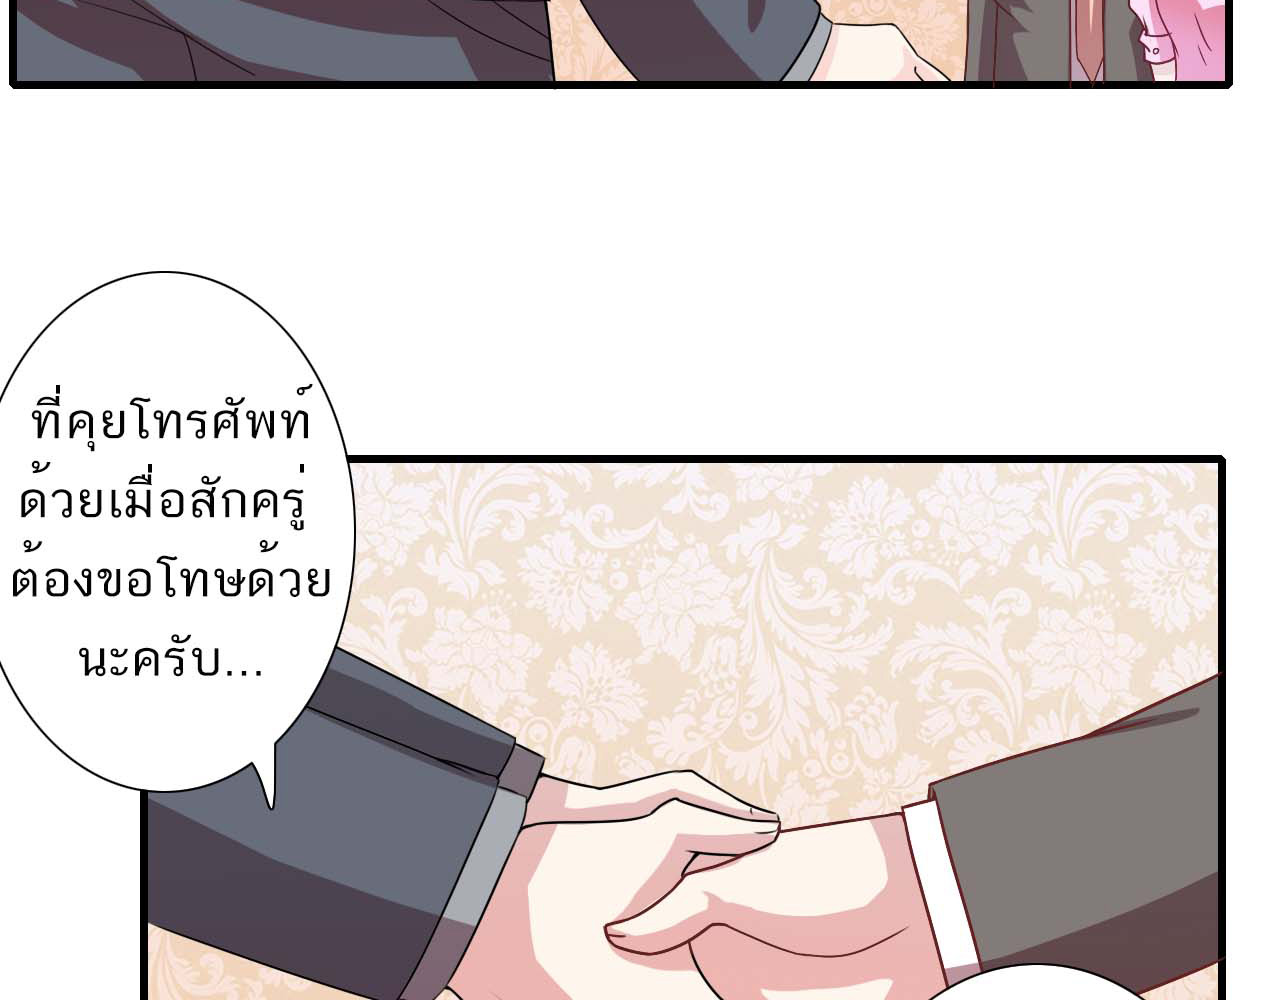 ที่คุยโทรศัพท์
ด้วยเมื่อสักครู่
ต้องขอโทษด้วย
นะครับ...